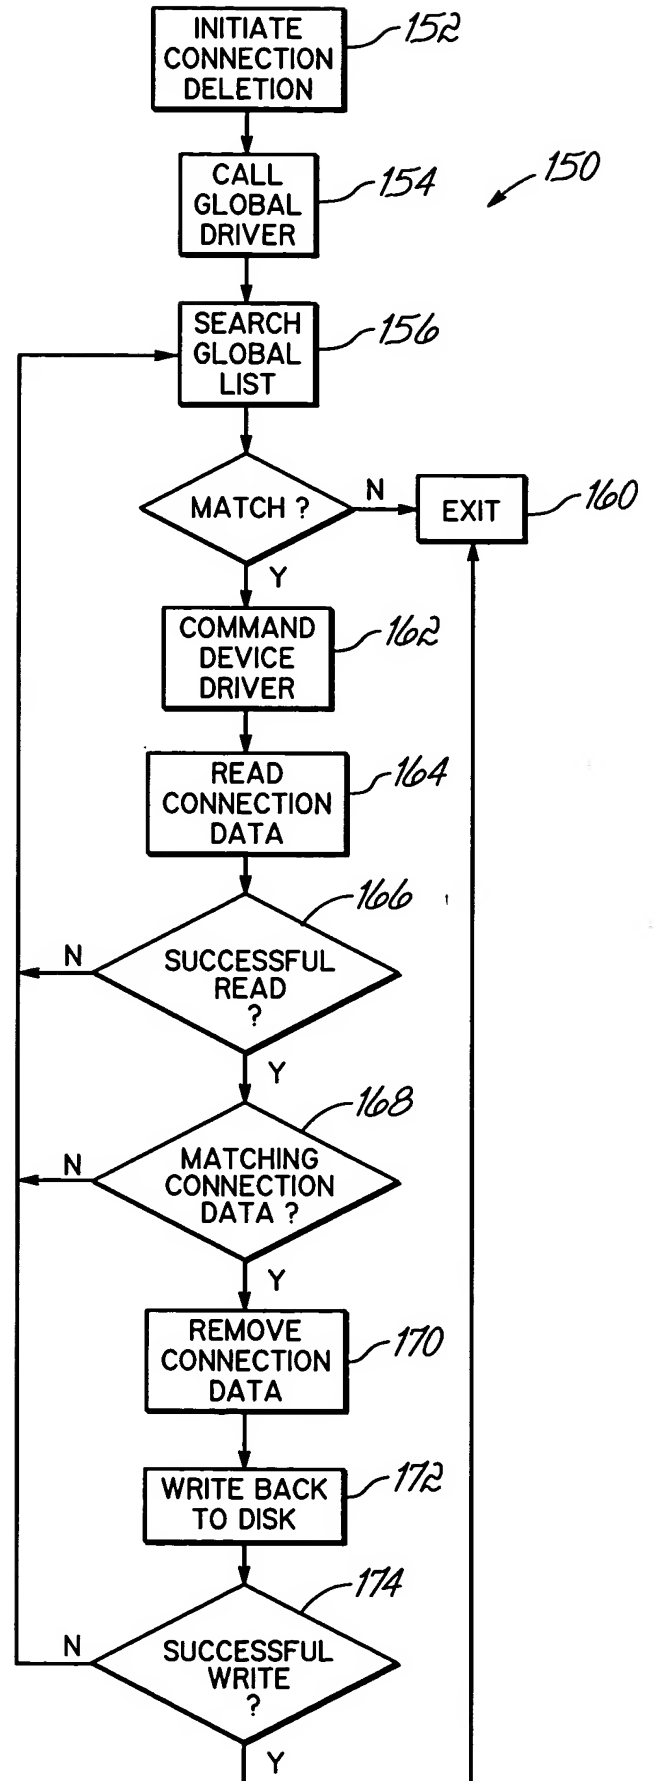 INITIATE
CONNECTION
DELETION
152
CALL
GLOBAL
DRIVER
154
150
SEARCH
GLOBAL
LIST
156
MATCH ?
N
EXIT
160
Y
COMMAND
DEVICE
DRIVER
162
READ
CONNECTION
DATA
164
166
SUCCESSFUL
READ
?
N
Y
168
MATCHING
CONNECTION
DATA ?
N
Y
REMOVE
CONNECTION
DATA
170
WRITE BACK
TO DISK
172
174
SUCCESSFUL
WRITE
?
N
Y